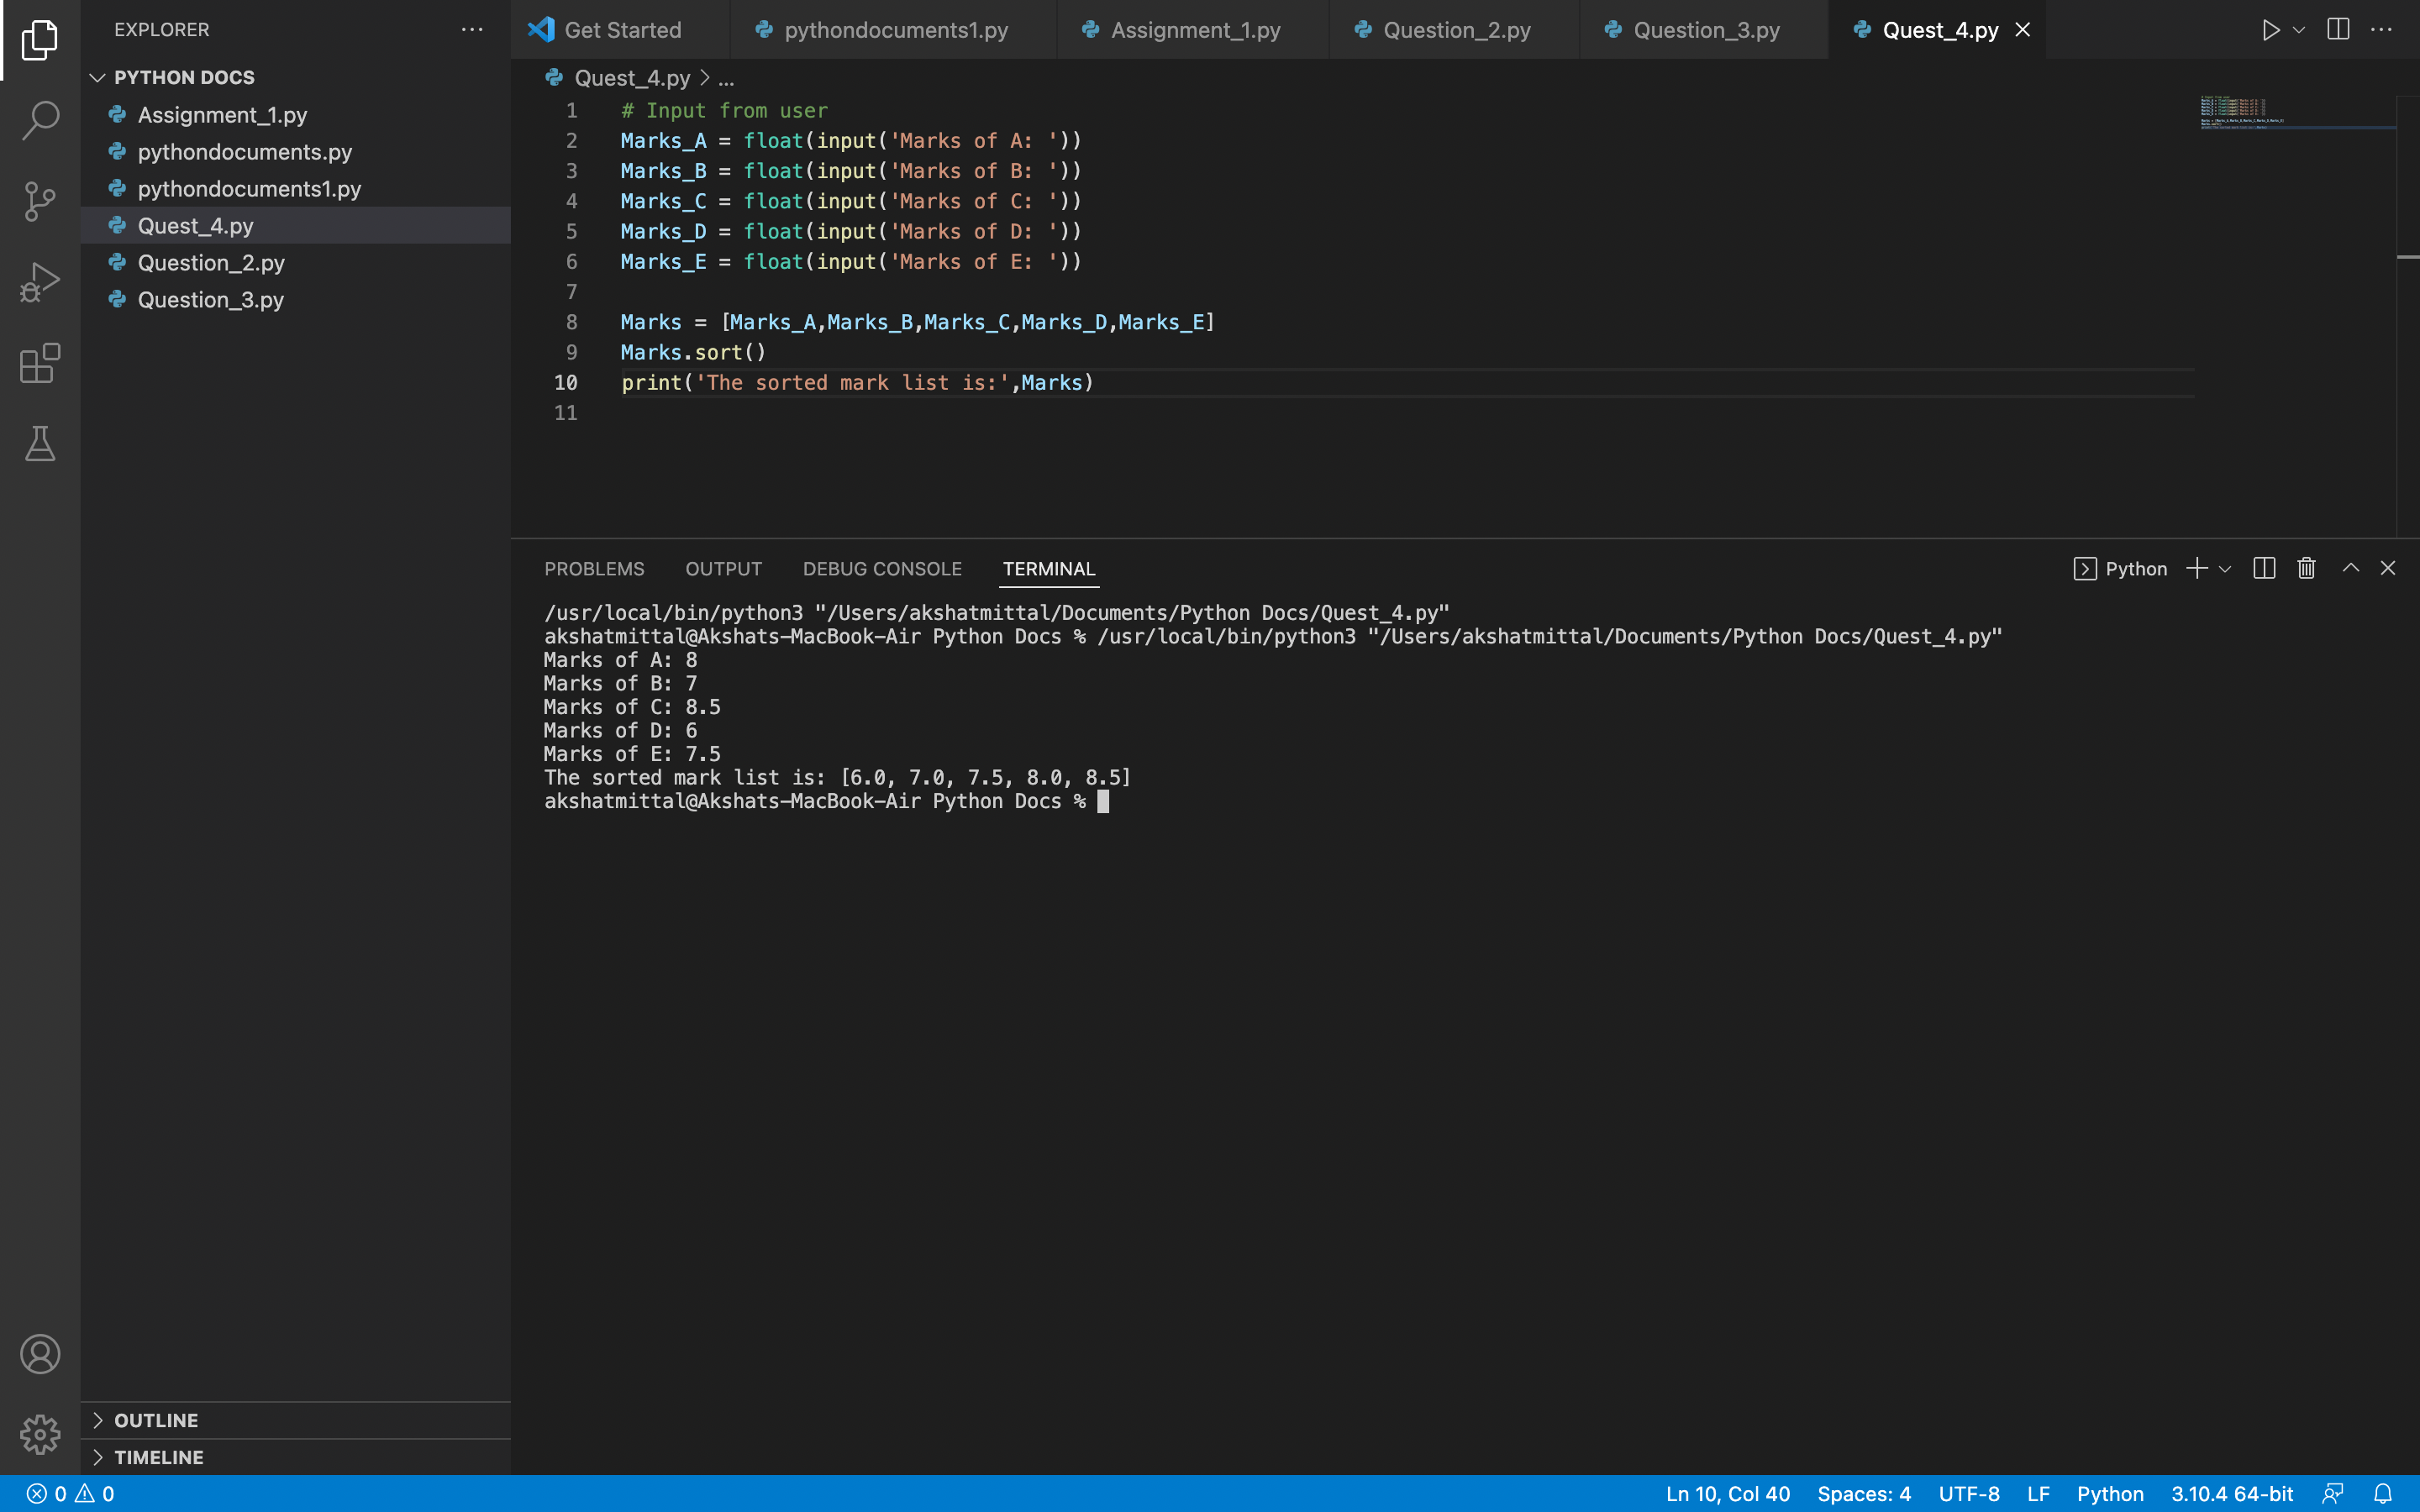 EXPLORER
PYTHON DOCS
Assignment_1.py
pythondocuments.py
pythondocuments1.py
Quest_4.py
Question_2.py
Question_3.py
OUTLINE
TIMELINE
Get Started pythondocuments1.py Assignment_1.py Question_2.py Question_3.py Quest_4.py
Quest_4.py > ...
1 # Input from user
2 Marks_A = float(input('Marks of A: '))
3 Marks_B = float(input('Marks of B: '))
4 Marks_C = float(input('Marks of C: '))
5 Marks_D = float(input('Marks of D: '))
6 Marks_E = float(input('Marks of E: '))
7
8 Marks = [Marks_A,Marks_B,Marks_C,Marks_D,Marks_E]
9 Marks.sort()
10 print('The sorted mark list is:',Marks)
11
PROBLEMS OUTPUT DEBUG CONSOLE TERMINAL Python
/usr/local/bin/python3 "/Users/akshatmittal/Documents/Python Docs/Quest_4.py"
akshatmittal@Akshats-MacBook-Air Python Docs % /usr/local/bin/python3 "/Users/akshatmittal/Documents/Python Docs/Quest_4.py"
Marks of A: 8
Marks of B: 7
Marks of C: 8.5
Marks of D: 6
Marks of E: 7.5
The sorted mark list is: [6.0, 7.0, 7.5, 8.0, 8.5]
akshatmittal@Akshats-MacBook-Air Python Docs %
0 0 Ln 10, Col 40 Spaces: 4 UTF-8 LF Python 3.10.4 64-bit